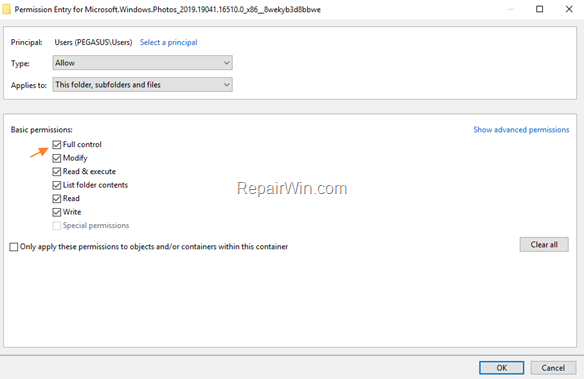 Permission Entry for Microsoft.Windows.Photos_2019.19041.16510.0_x86__8wekyb3d8bbwe
Principal: Users (PEGASUS\Users) Select a principal
Type: Allow
Applies to: This folder, subfolders and files
Basic permissions: Show advanced permissions
Full control
Modify
Read & execute
List folder contents
Read
Write
Special permissions
RepairWin.com
Only apply these permissions to objects and/or containers within this container Clear all
OK Cancel